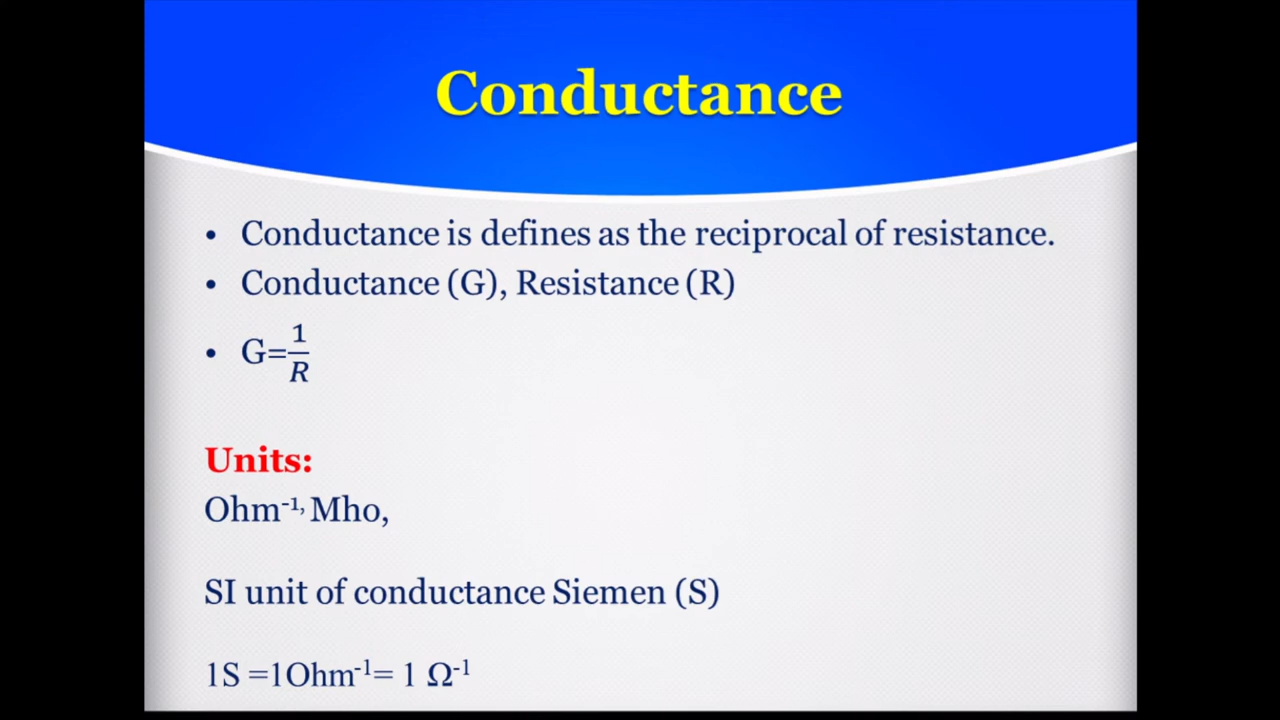 Conductance
• Conductance is defines as the reciprocal of resistance.
• Conductance (G), Resistance (R)
• G=1/R
Units:
Ohm⁻¹, Mho,
SI unit of conductance Siemen (S)
1S =1Ohm⁻¹= 1 Ω⁻¹